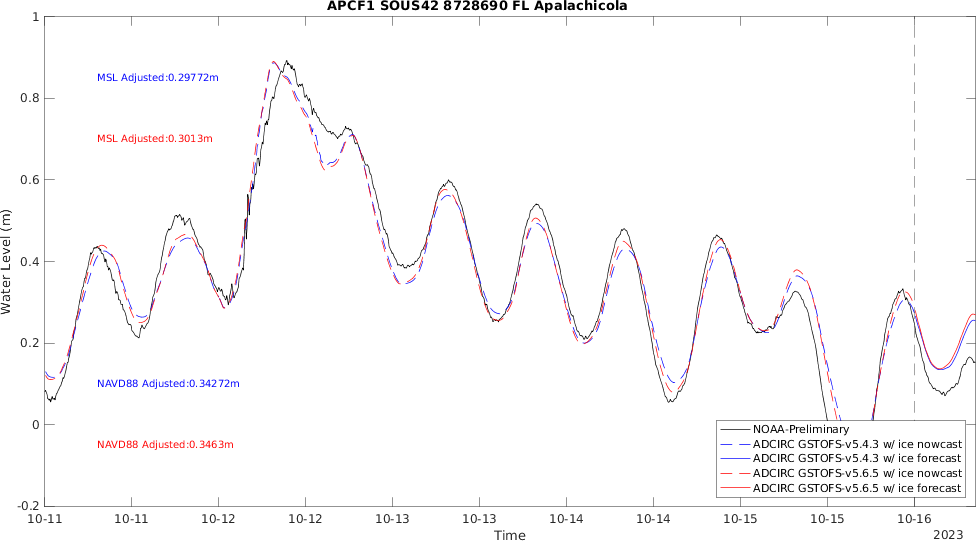 APCF1 SOUS42 8728690 FL Apalachicola
Water Level (m)
1
0.8
0.6
0.4
0.2
0
-0.2
MSL Adjusted:0.29772m
MSL Adjusted:0.3013m
NAVD88 Adjusted:0.34272m
NAVD88 Adjusted:0.3463m
NOAA-Preliminary
ADCIRC GSTOFS-v5.4.3 w/ ice nowcast
ADCIRC GSTOFS-v5.4.3 w/ ice forecast
ADCIRC GSTOFS-v5.6.5 w/ ice nowcast
ADCIRC GSTOFS-v5.6.5 w/ ice forecast
10-11 10-11 10-12 10-12 10-13 10-13 10-14 10-14 10-15 10-15 10-16
Time
2023